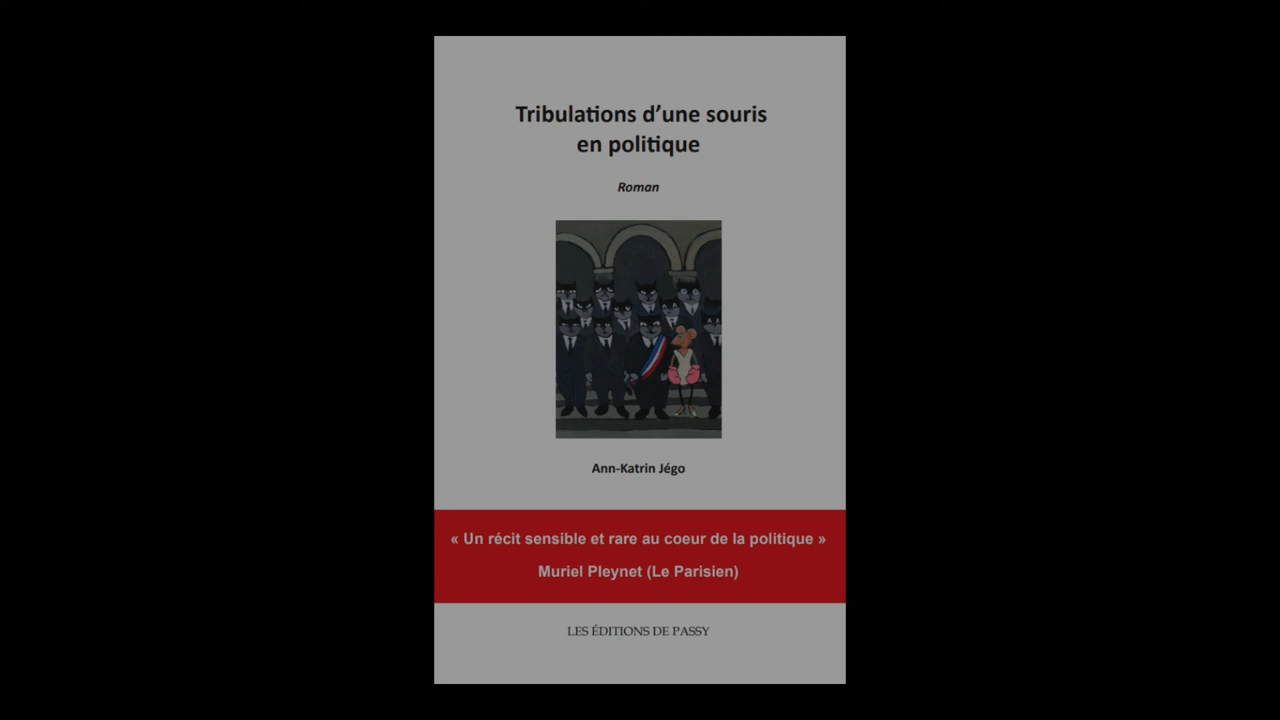 Tribulations d’une souris
en politique
Roman
Ann-Katrin Jégo
« Un récit sensible et rare au coeur de la politique »
Muriel Pleynet (Le Parisien)
LES ÉDITIONS DE PASSY